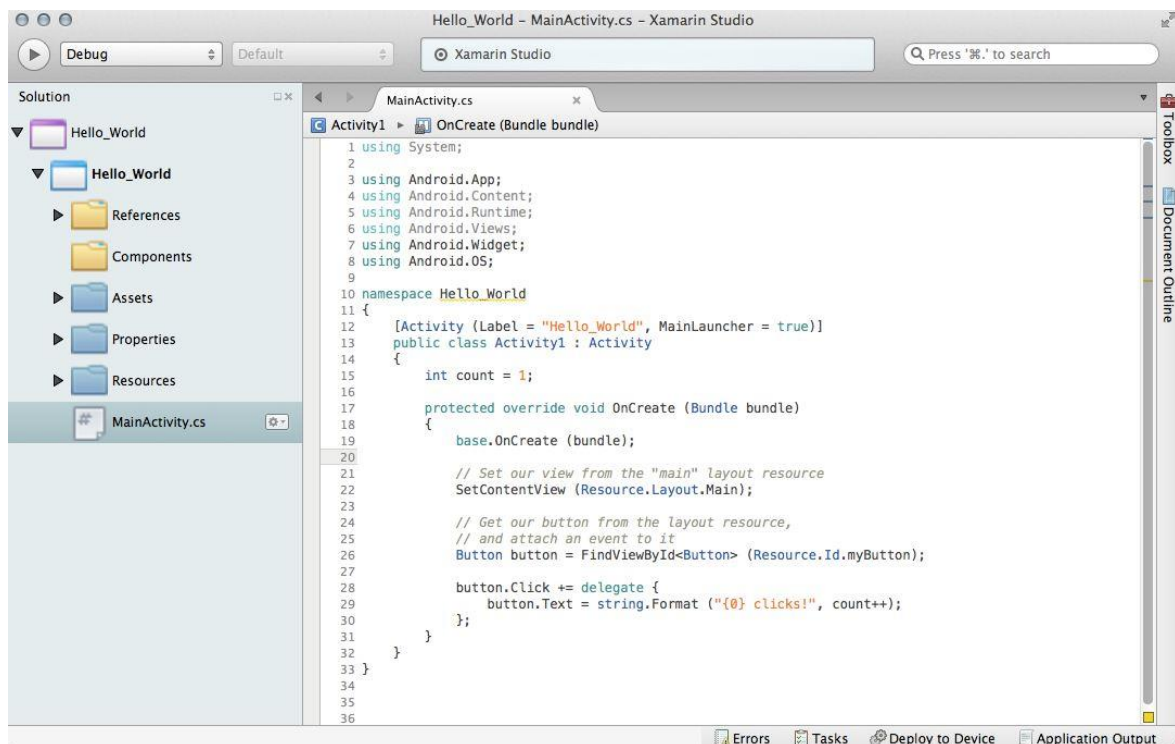 Hello_World – MainActivity.cs – Xamarin Studio
Debug
Default
Xamarin Studio
Press '⌘.' to search
Solution
Hello_World
Hello_World
References
Components
Assets
Properties
Resources
MainActivity.cs
MainActivity.cs
Activity1 ▸ OnCreate (Bundle bundle)
1 using System;
2
3 using Android.App;
4 using Android.Content;
5 using Android.Runtime;
6 using Android.Views;
7 using Android.Widget;
8 using Android.OS;
9
10 namespace Hello_World
11 {
12     [Activity (Label = "Hello_World", MainLauncher = true)]
13     public class Activity1 : Activity
14     {
15         int count = 1;
16
17         protected override void OnCreate (Bundle bundle)
18         {
19             base.OnCreate (bundle);
20
21             // Set our view from the "main" layout resource
22             SetContentView (Resource.Layout.Main);
23
24             // Get our button from the layout resource,
25             // and attach an event to it
26             Button button = FindViewById<Button> (Resource.Id.myButton);
27
28             button.Click += delegate {
29                 button.Text = string.Format ("{0} clicks!", count++);
30             };
31         }
32     }
33 }
34
35
36
Toolbox
Document Outline
Errors
Tasks
Deploy to Device
Application Output